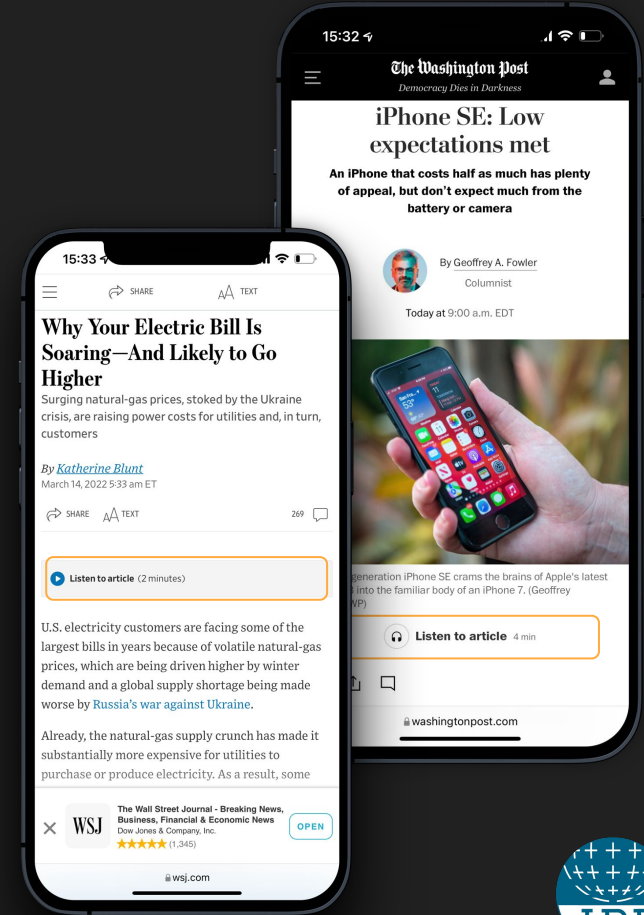 15:33
SHARE
AA TEXT
Why Your Electric Bill Is
Soaring—And Likely to Go
Higher
Surging natural-gas prices, stoked by the Ukraine
crisis, are raising power costs for utilities and, in turn,
customers
By Katherine Blunt
March 14, 2022 5:33 am ET
SHARE AA TEXT 269
Listen to article (2 minutes)
U.S. electricity customers are facing some of the
largest bills in years because of volatile natural-gas
prices, which are being driven higher by winter
demand and a global supply shortage being made
worse by Russia's war against Ukraine.
Already, the natural-gas supply crunch has made it
substantially more expensive for utilities to
purchase or produce electricity. As a result, some
WSJ
The Wall Street Journal - Breaking News,
Business, Financial & Economic News
Dow Jones & Company, Inc.
(1,345)
OPEN
wsj.com
15:32
The Washington Post
Democracy Dies in Darkness
iPhone SE: Low
expectations met
An iPhone that costs half as much has plenty
of appeal, but don't expect much from the
battery or camera
By Geoffrey A. Fowler
Columnist
Today at 9:00 a.m. EDT
generation iPhone SE crams the brains of Apple's latest
into the familiar body of an iPhone 7. (Geoffrey
Listen to article 4 min
washingtonpost.com